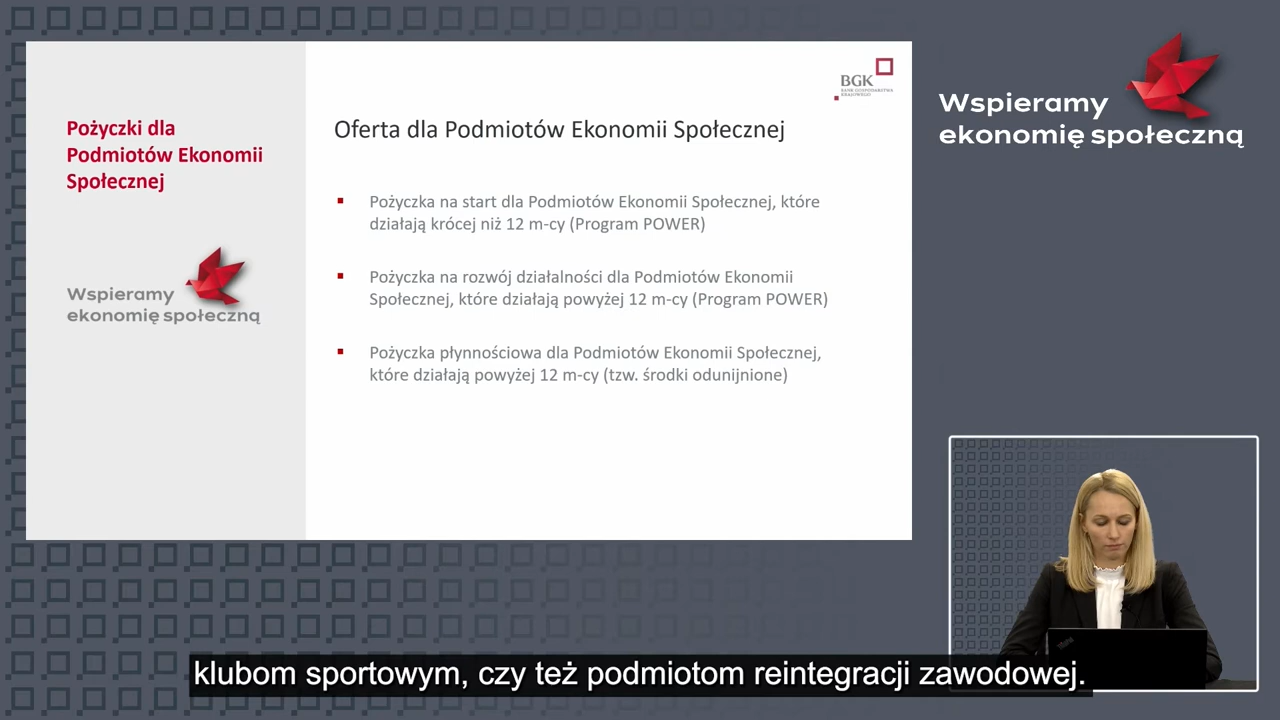 Pożyczki dla
Podmiotów Ekonomii
Społecznej
Wspieramy
ekonomię społeczną
BGK
BANK GOSPODARSTWA
KRAJOWEGO
Oferta dla Podmiotów Ekonomii Społecznej
Pożyczka na start dla Podmiotów Ekonomii Społecznej, które
działają krócej niż 12 m-cy (Program POWER)
Pożyczka na rozwój działalności dla Podmiotów Ekonomii
Społecznej, które działają powyżej 12 m-cy (Program POWER)
Pożyczka płynnościowa dla Podmiotów Ekonomii Społecznej,
które działają powyżej 12 m-cy (tzw. środki odunijnione)
Wspieramy
ekonomię społeczną
klubom sportowym, czy też podmiotom reintegracji zawodowej.